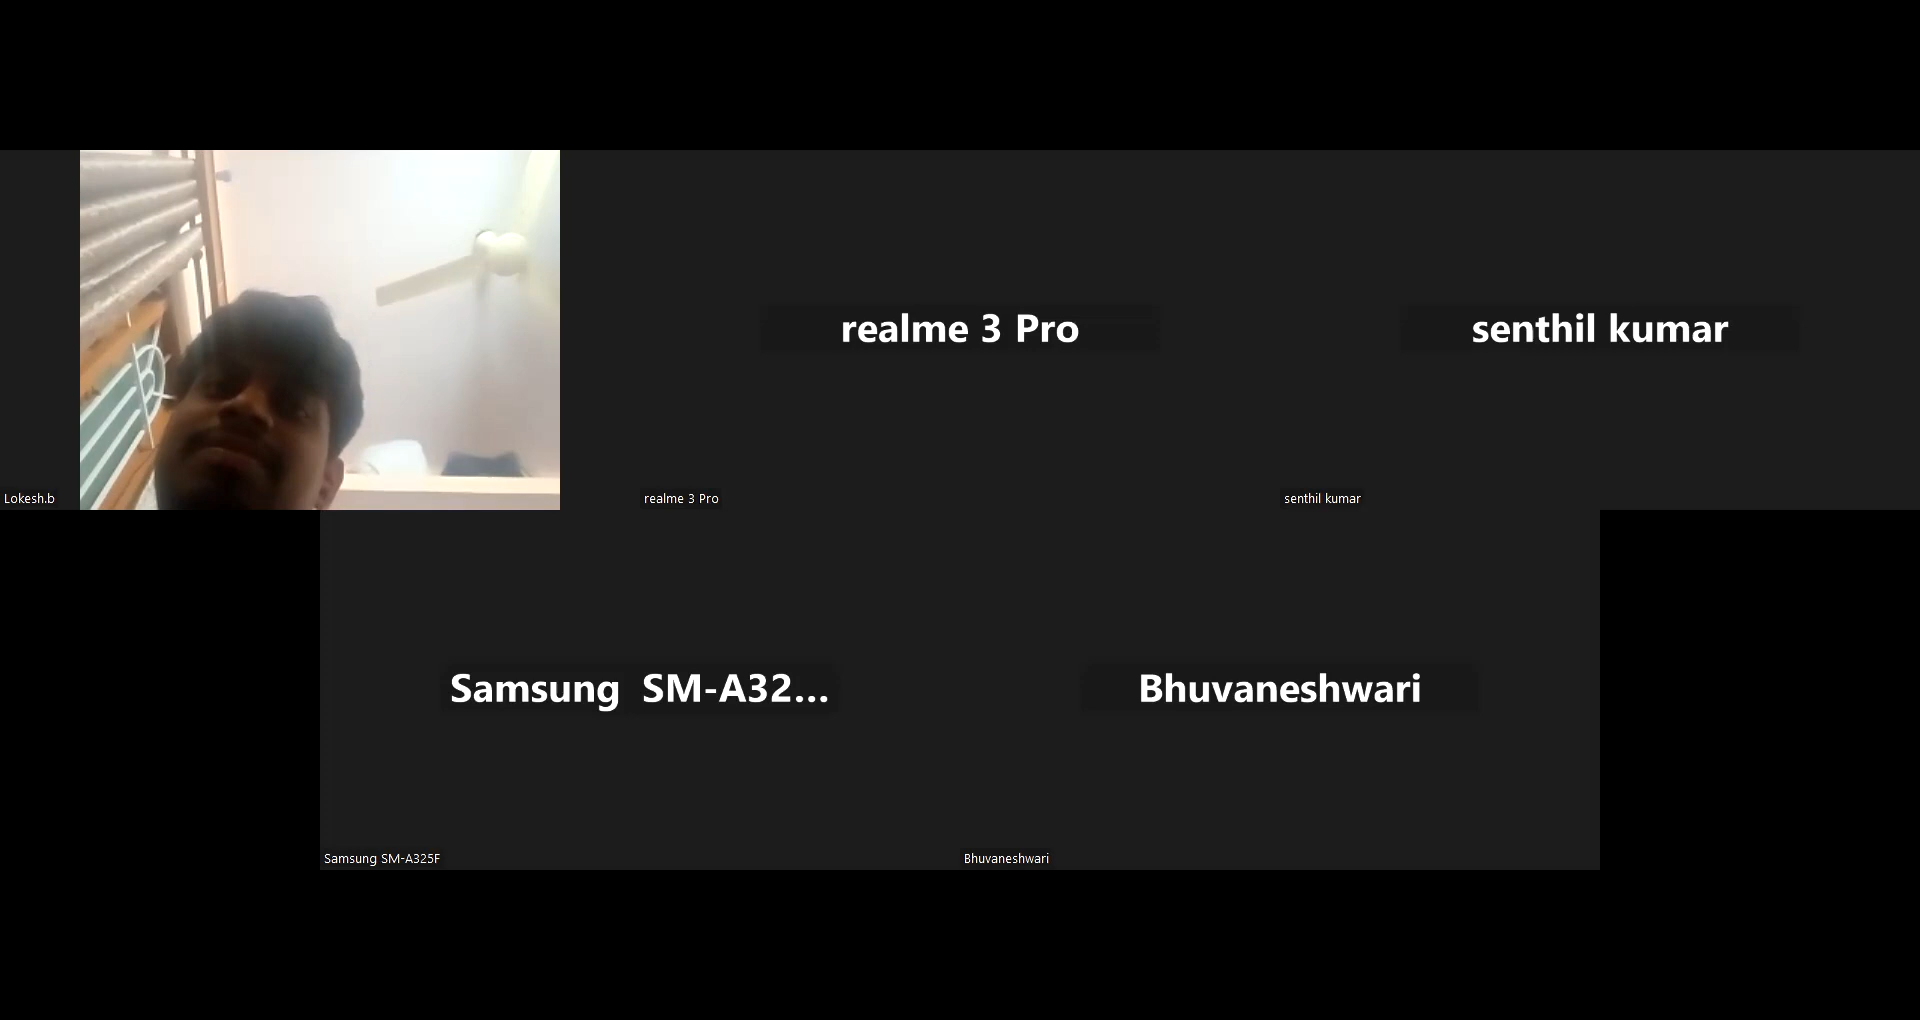 realme 3 Pro
senthil kumar
Lokesh.b
realme 3 Pro
senthil kumar
Samsung  SM-A32...
Bhuvaneshwari
Samsung SM-A325F
Bhuvaneshwari